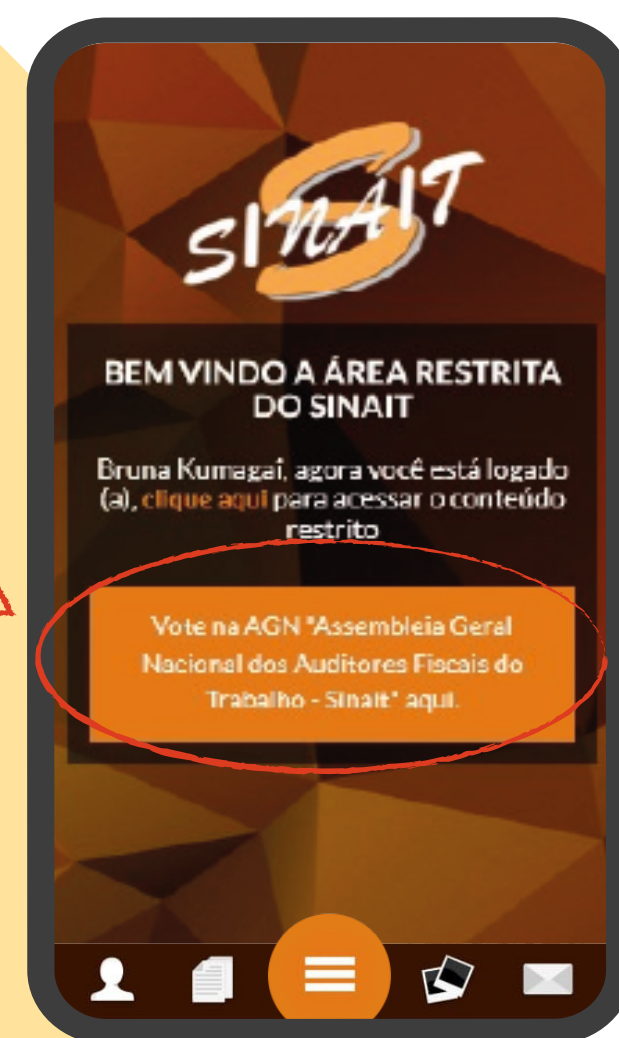 SINAIT
BEM VINDO A ÁREA RESTRITA
DO SINAIT
Bruna Kumagai, agora você está logado
(a), clique aqui para acessar o conteúdo
restrito
Vote na AGN "Assembleia Geral
Nacional dos Auditores Fiscais do
Trabalho - Sinait" aqui.